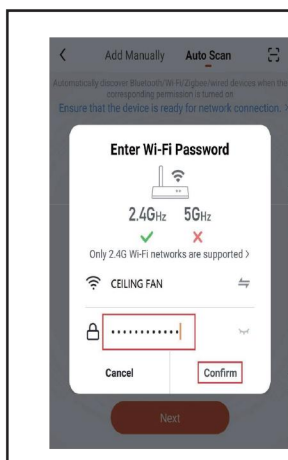 Add Manually Auto Scan
Automatically discover Bluetooth/Wi Fi/Zigbee/wired devices when the
corresponding permission is turned on
Ensure that the device is ready for network connection. >
Enter Wi-Fi Password
2.4GHz 5GHz
Only 2.4G Wi-Fi networks are supported >
CEILING FAN
Cancel Confirm
Next